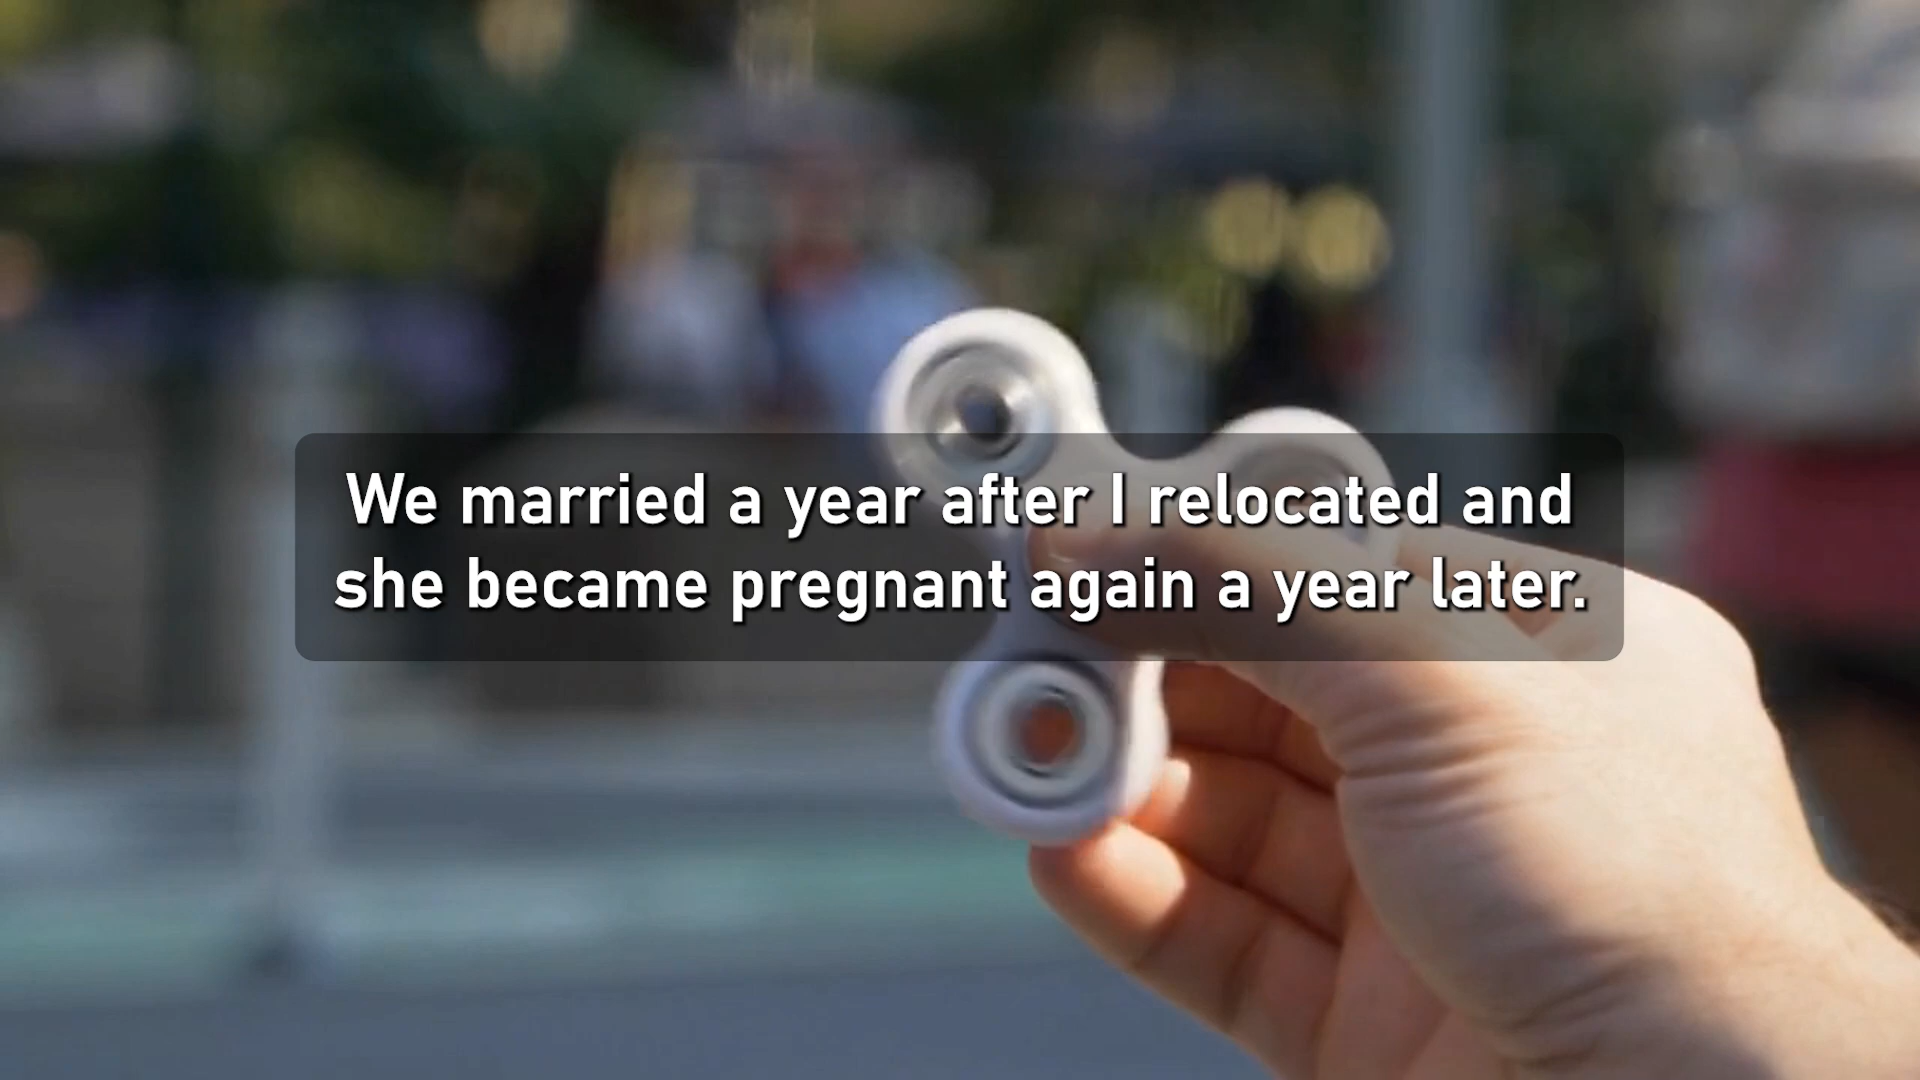 We married a year after I relocated and
she became pregnant again a year later.